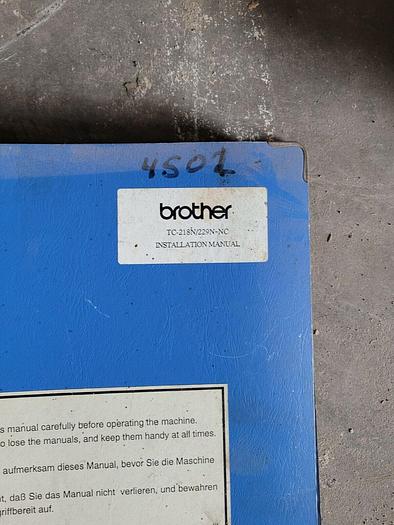 4502
brother
TC-218N/229N-NC
INSTALLATION MANUAL
s manual carefully before operating the machine.
o lose the manuals, and keep them handy at all times.
aufmerksam dieses Manual, bevor Sie die Maschine
t, daß Sie das Manual nicht verlieren, und bewahren
griffbereit auf.